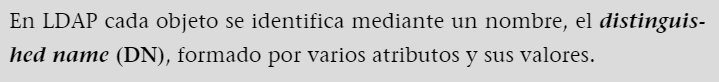 En LDAP cada objeto se identifica mediante un nombre, el distinguis-
hed name (DN), formado por varios atributos y sus valores.